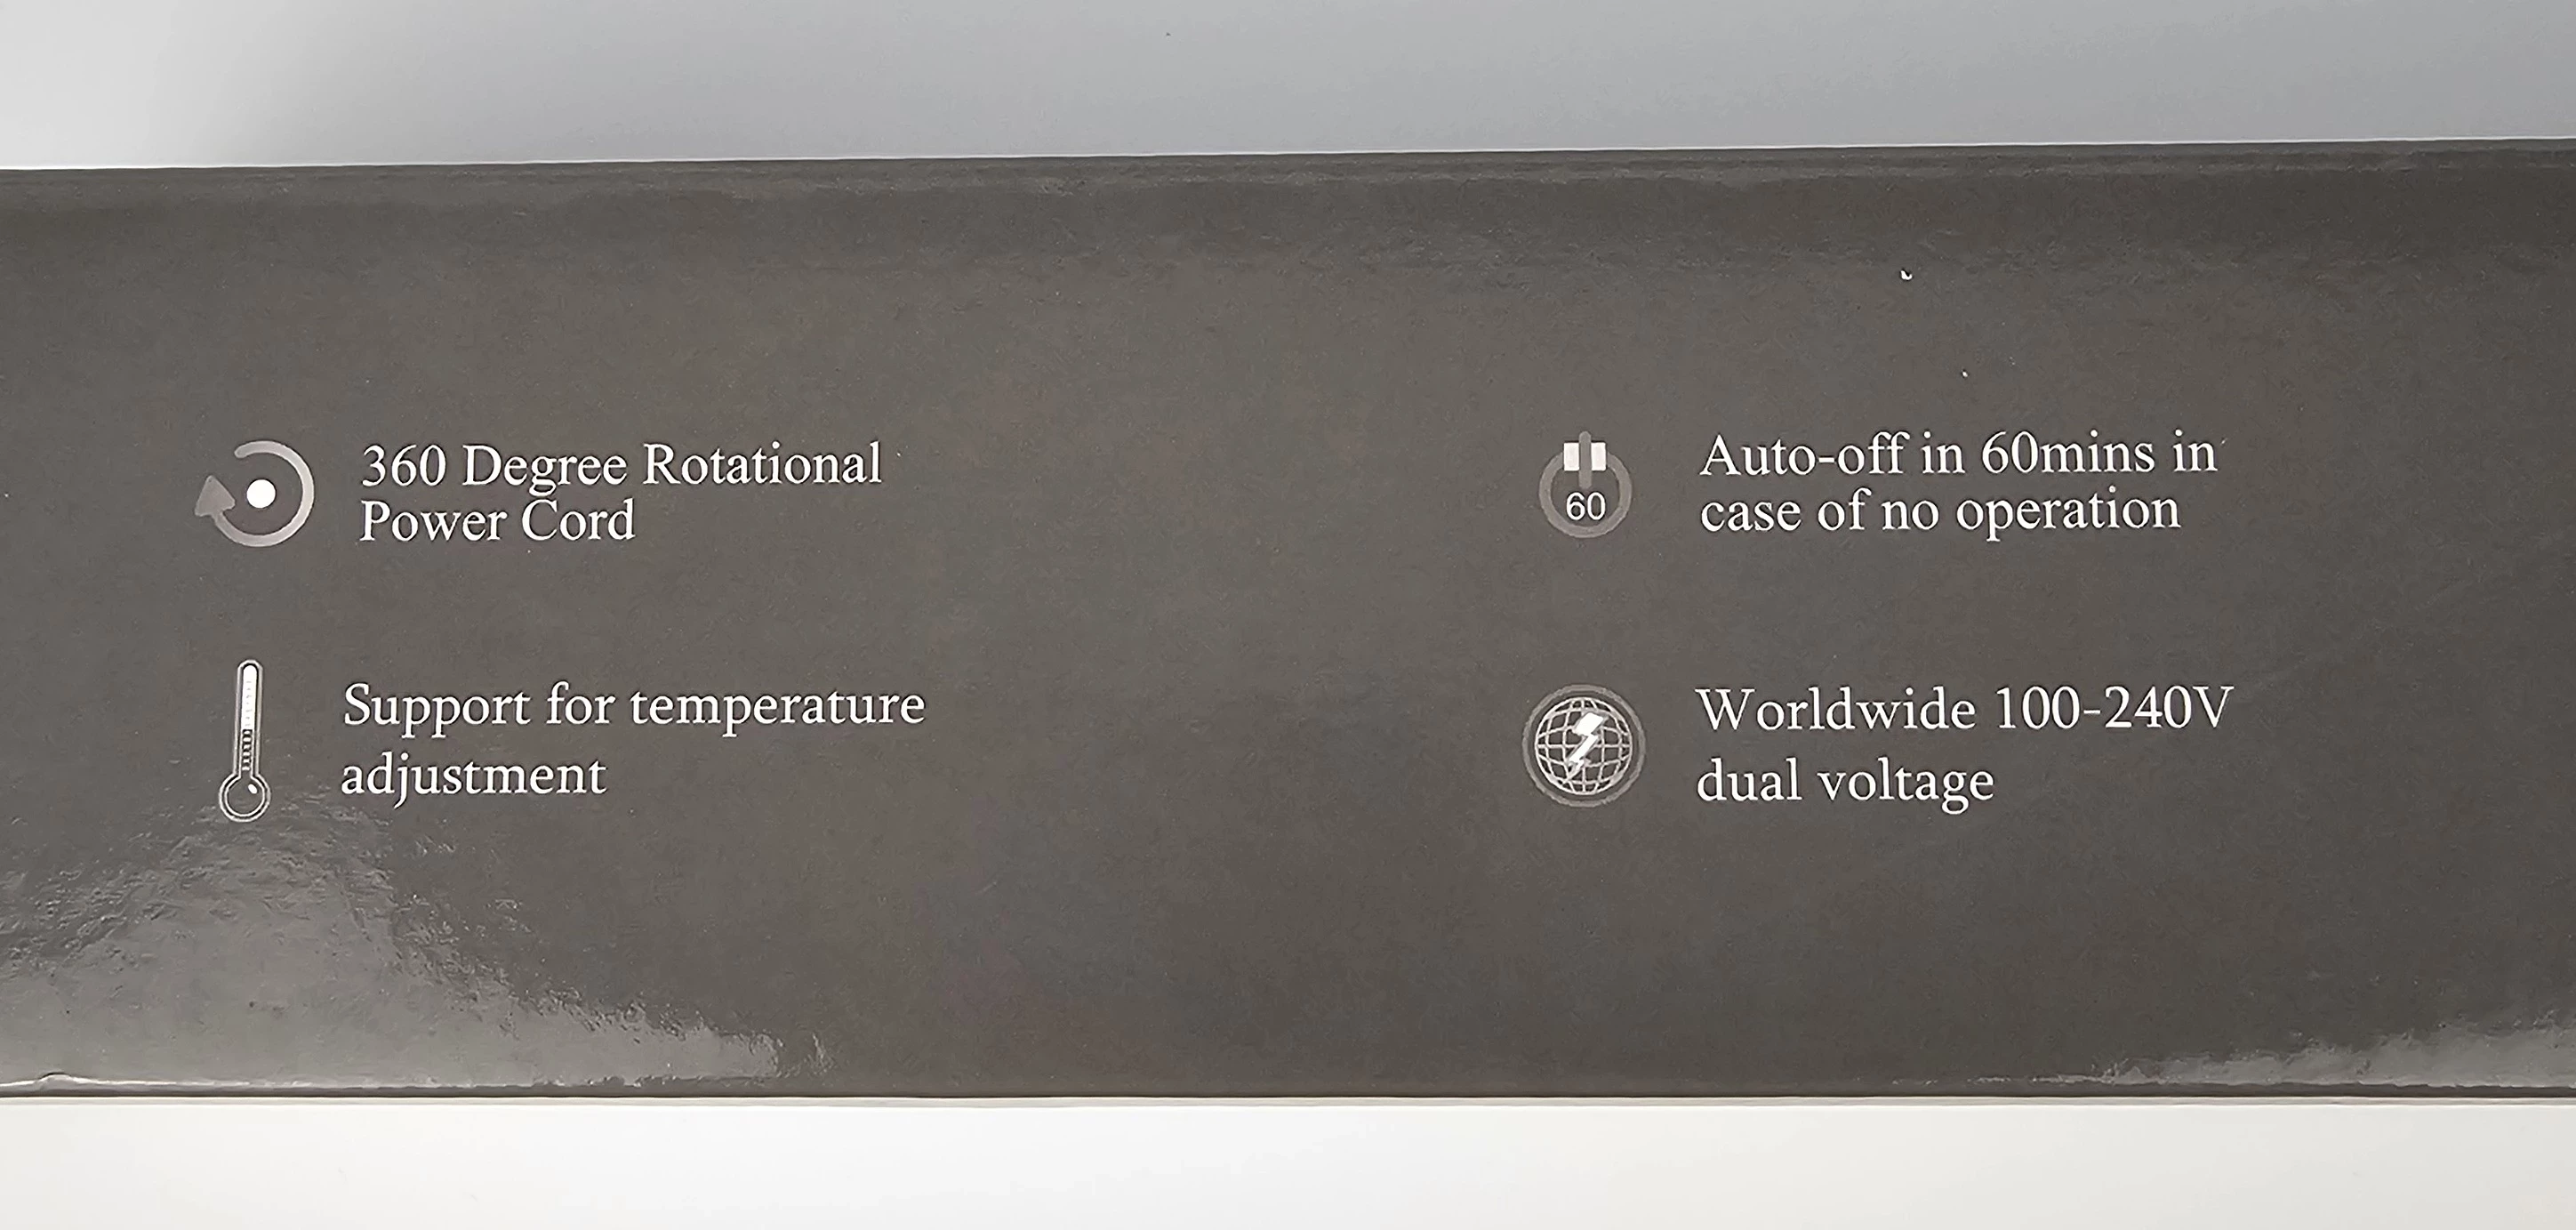 360 Degree Rotational
Power Cord
Support for temperature
adjustment
60
Auto-off in 60mins in
case of no operation
Worldwide 100-240V
dual voltage